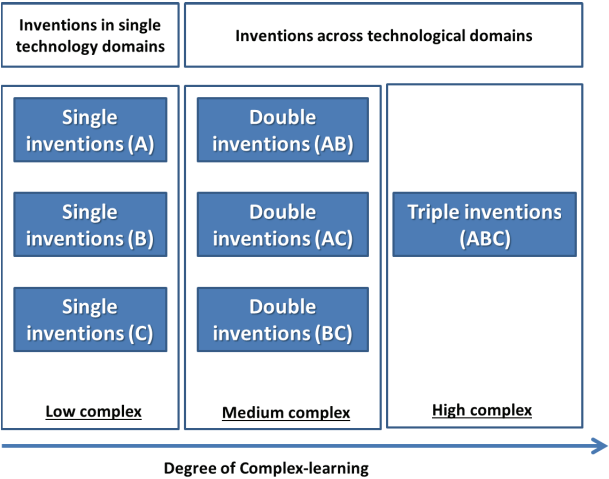 Inventions in single
technology domains
Inventions across technological domains
Single
inventions (A)
Single
inventions (B)
Single
inventions (C)
Low complex
Double
inventions (AB)
Double
inventions (AC)
Double
inventions (BC)
Medium complex
Triple inventions
(ABC)
High complex
Degree of Complex-learning